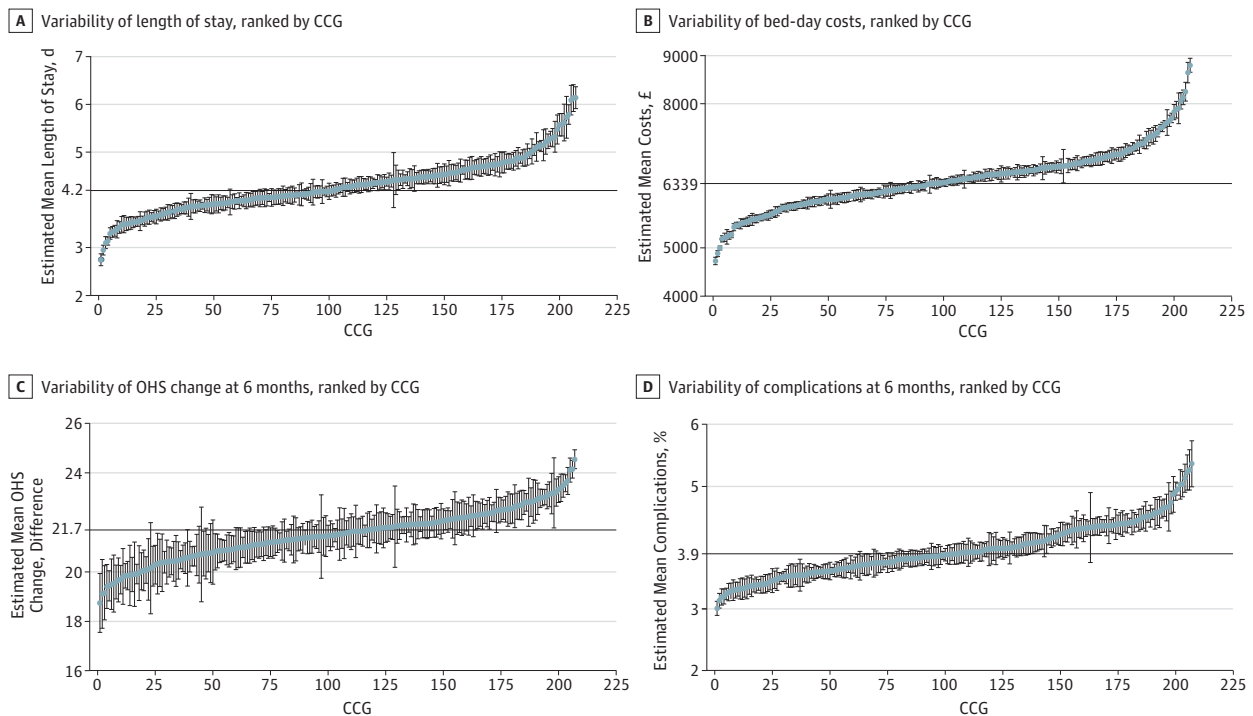 A Variability of length of stay, ranked by CCG
Estimated Mean Length of Stay, d
7
6
5
4.2
3
2
0 25 50 75 100 125 150 175 200 225
CCG
B Variability of bed-day costs, ranked by CCG
Estimated Mean Costs, £
9000
8000
6339
5000
4000
0 25 50 75 100 125 150 175 200 225
CCG
C Variability of OHS change at 6 months, ranked by CCG
Estimated Mean OHS
Change, Difference
26
24
21.7
20
18
16
0 25 50 75 100 125 150 175 200 225
CCG
D Variability of complications at 6 months, ranked by CCG
Estimated Mean Complications, %
6
5
3.9
3
2
0 25 50 75 100 125 150 175 200 225
CCG